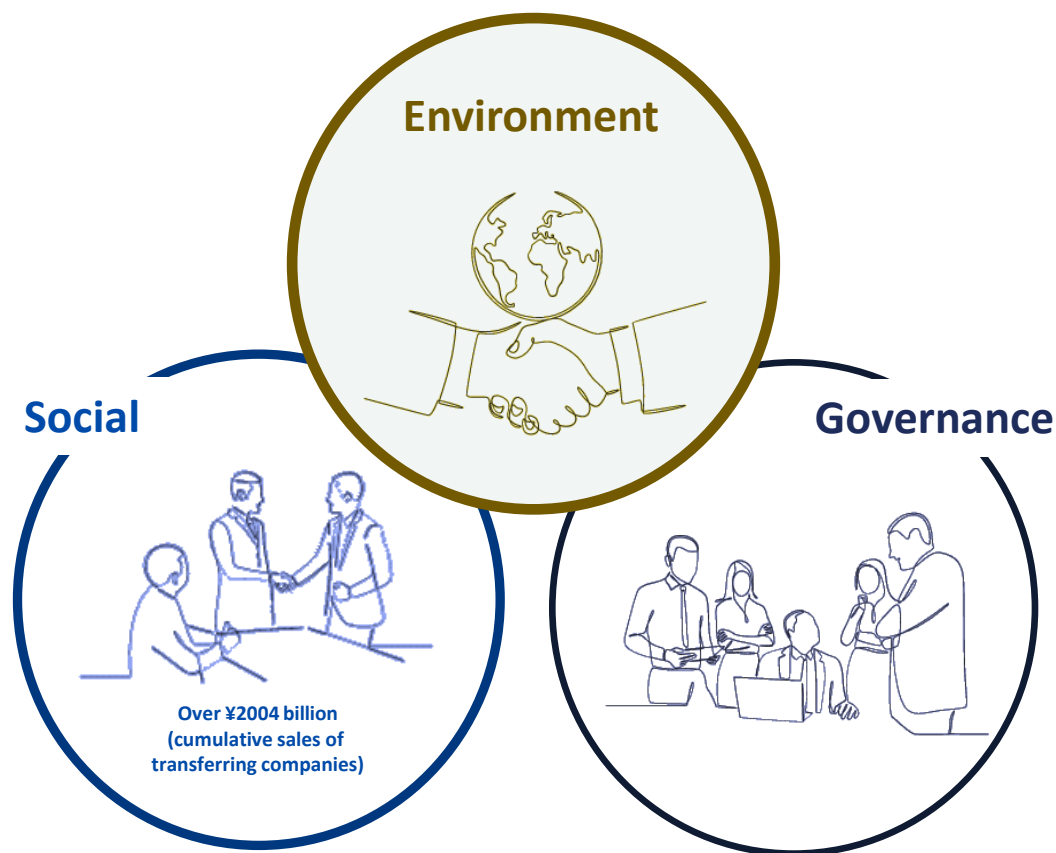 Environment
Social
Governance
Over ¥2004 billion
(cumulative sales of
transferring companies)